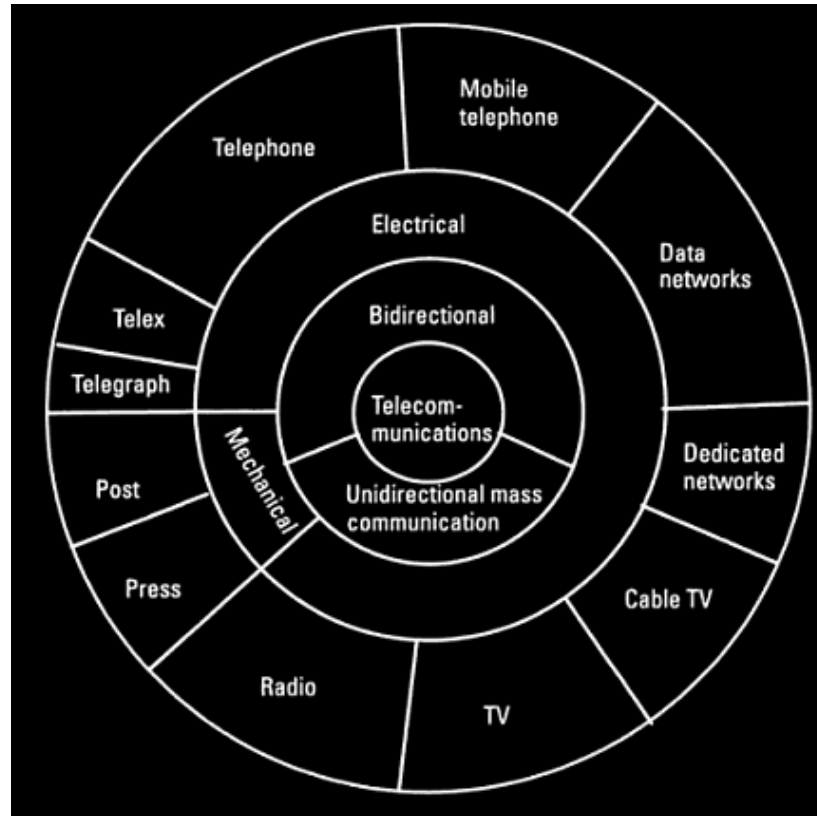 Mobile
telephone
Telephone
Electrical
Data
networks
Bidirectional
Telex
Telegraph
Telecom-
munications
Mechanical
Dedicated
networks
Post
Unidirectional mass
communication
Press
Cable TV
Radio
TV